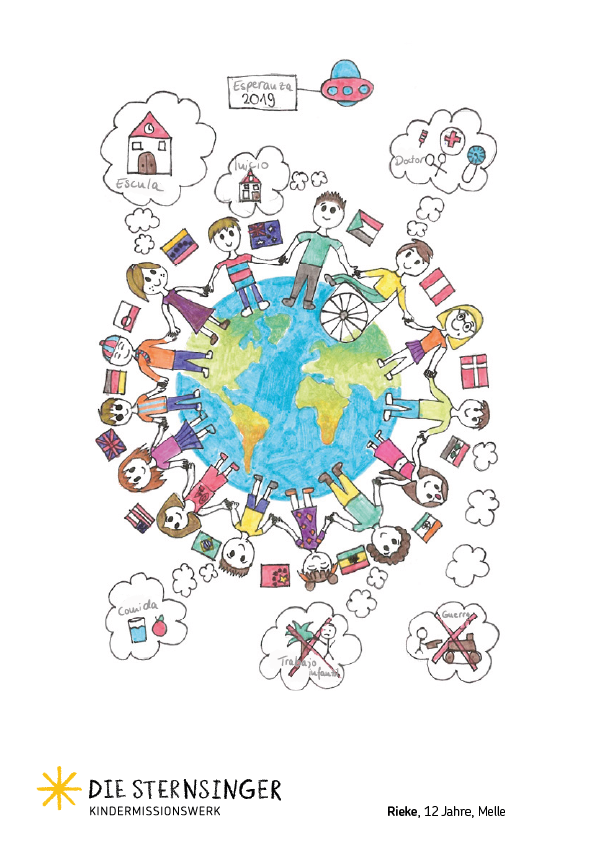 Esperanza
2019
Escula
Inicio
Doctor
Comida
Trabajo
infantil
Guerra
DIE STERNSINGER
KINDERMISSIONSWERK
Rieke, 12 Jahre, Melle